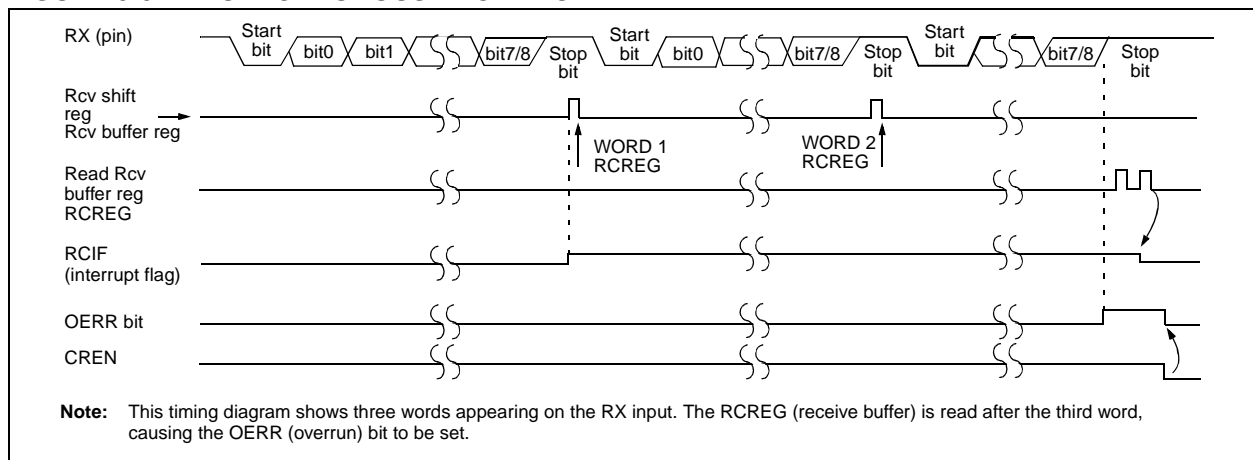 RX (pin)
Start
bit
bit0
bit1
bit7/8
Stop
bit
Start
bit
bit0
bit7/8
Stop
bit
Start
bit
bit7/8
Stop
bit
Rcv shift
reg
Rcv buffer reg
WORD 1
RCREG
WORD 2
RCREG
Read Rcv
buffer reg
RCREG
RCIF
(interrupt flag)
OERR bit
CREN
Note: This timing diagram shows three words appearing on the RX input. The RCREG (receive buffer) is read after the third word,
causing the OERR (overrun) bit to be set.